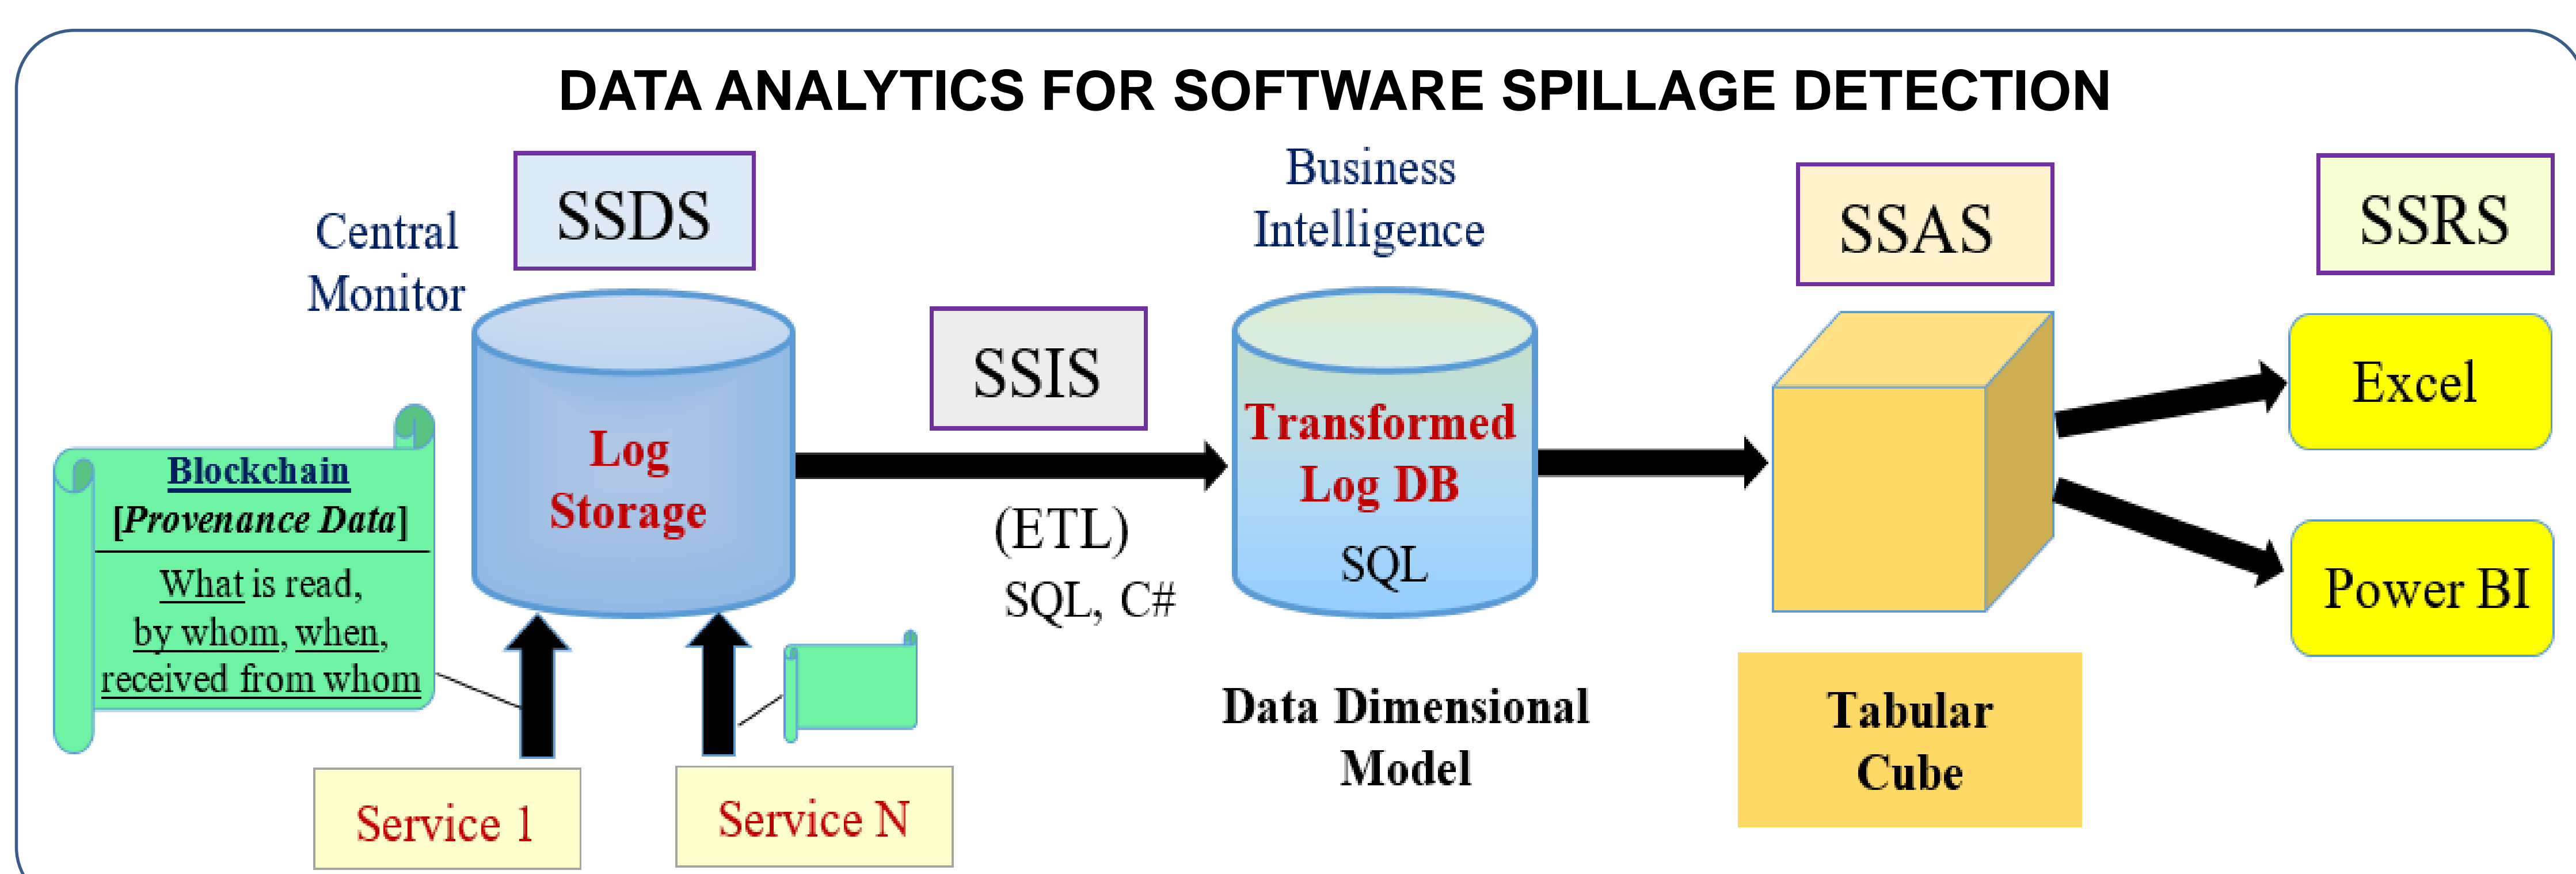 DATA ANALYTICS FOR SOFTWARE SPILLAGE DETECTION
Central
Monitor
SSDS
Log
Storage
Blockchain
[Provenance Data]
What is read,
by whom, when,
received from whom
Service 1
Service N
SSIS
(ETL)
SQL, C#
Business
Intelligence
Transformed
Log DB
SQL
Data Dimensional
Model
SSAS
Tabular
Cube
SSRS
Excel
Power BI